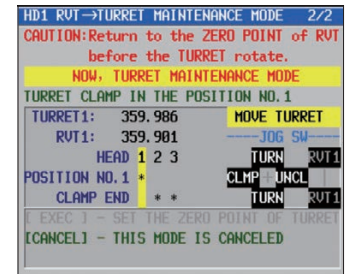 HD1 RVT→TURRET MAINTENANCE MODE 2/2
CAUTION:Return to the ZERO POINT of RVT
before the TURRET rotate.
NOW, TURRET MAINTENANCE MODE
TURRET CLAMP IN THE POSITION NO.1
TURRET1: 359.986 MOVE TURRET
RVT1: 359.901 ----JOG SW----
HEAD 1 2 3 TURN RVT1
POSITION NO.1 * CLMP + UNCL
CLAMP END * * TURN RVT1
[ EXEC ] - SET THE ZERO POINT OF TURRET
[CANCEL] - THIS MODE IS CANCELED